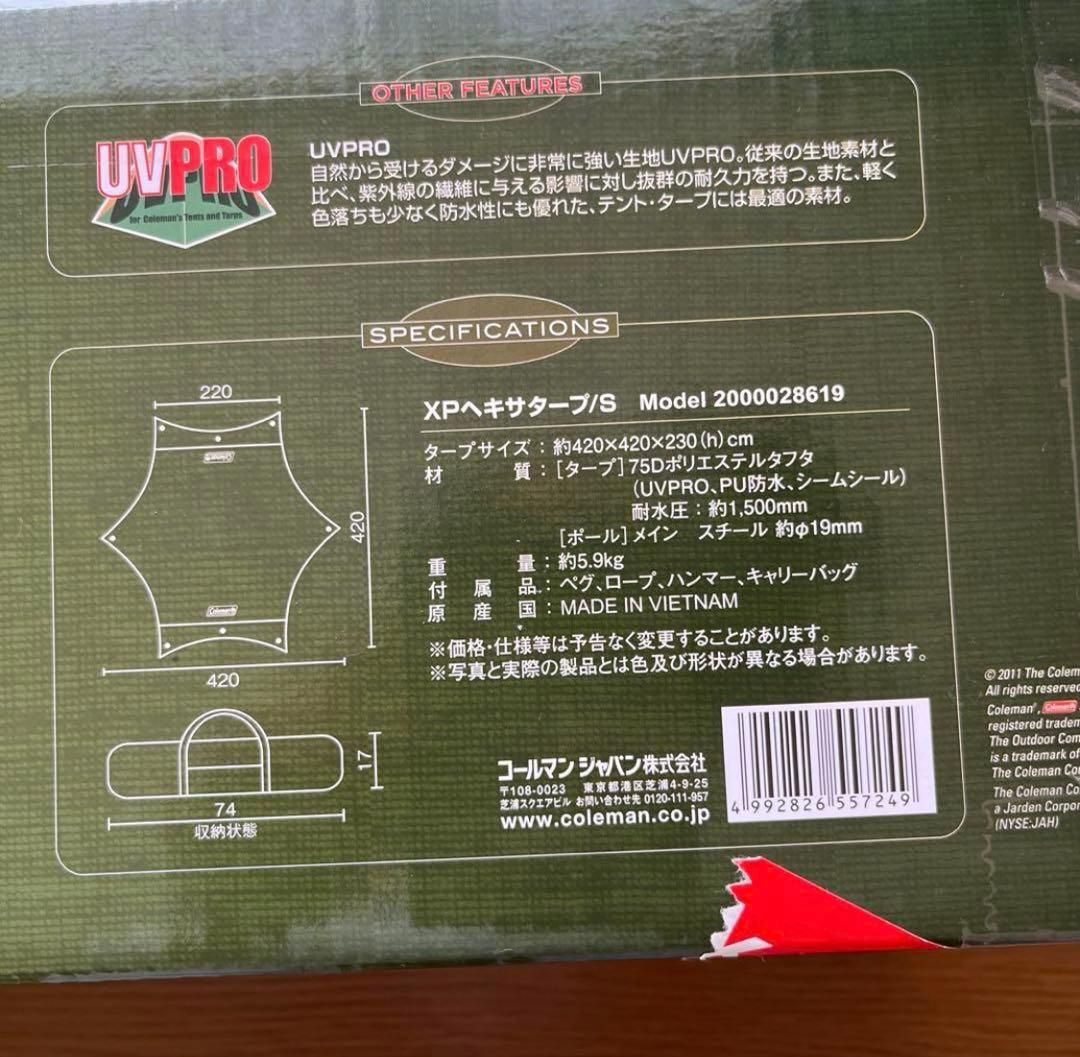 OTHER FEATURES
UVPRO
for Coleman's Tents and Tarps
UVPRO
自然から受けるダメージに非常に強い生地UVPRO。従来の生地素材と
比べ、紫外線の繊維に与える影響に対し抜群の耐久力を持つ。また、軽く
色落ちも少なく防水性にも優れた、テント・タープには最適の素材。
SPECIFICATIONS
220
Coleman
420
Coleman
420
17
74
収納状態
XPヘキサタープ/S Model 2000028619
タープサイズ：約420×420×230(h)cm
材 質：[タープ]75Dポリエステルタフタ
(UVPRO、PU防水、シームシール)
耐水圧：約1,500mm
[ポール]メイン スチール 約φ19mm
重 量：約5.9kg
付 属 品：ペグ、ロープ、ハンマー、キャリーバッグ
原 産 国：MADE IN VIETNAM
※価格・仕様等は予告なく変更することがあります。
※写真と実際の製品とは色及び形状が異なる場合があります。
コールマン ジャパン株式会社
〒108-0023 東京都港区芝浦4-9-25
芝浦スクエアビル お問い合わせ先 0120-111-957
www.coleman.co.jp
4 992826 557249
© 2011 The Colem
All rights reserved
Coleman®, Coleman
registered tradem
The Outdoor Com
is a trademark of
The Coleman Co
The Coleman Co
a Jarden Corpor
(NYSE:JAH)